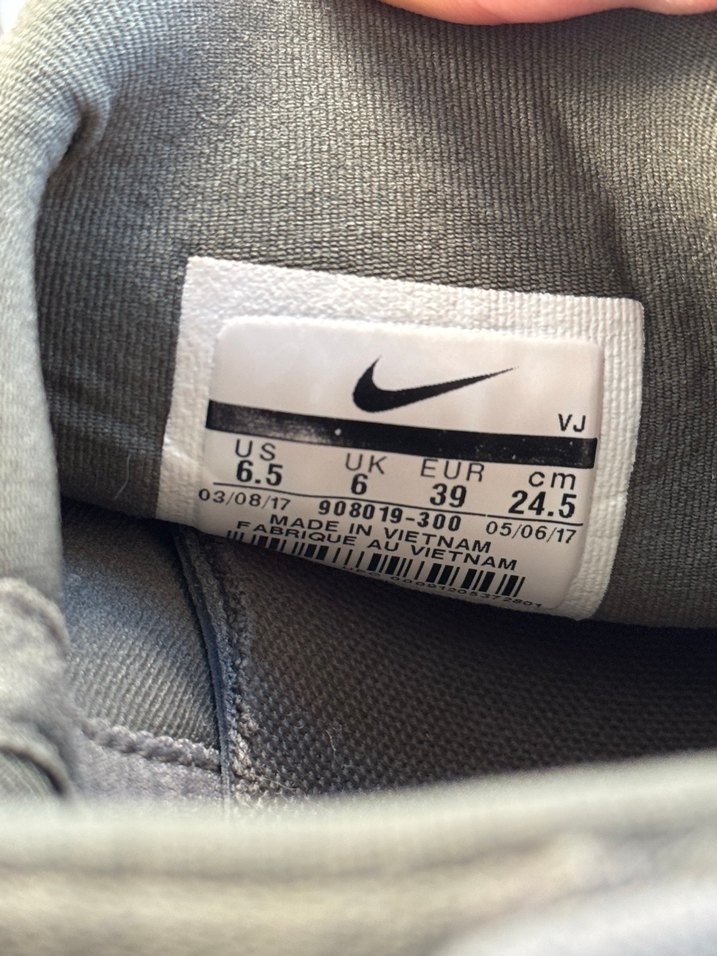 VJ
US UK EUR cm
6.5 6 39 24.5
03/08/17 908019-300 05/06/17
MADE IN VIETNAM
FABRIQUE AU VIETNAM